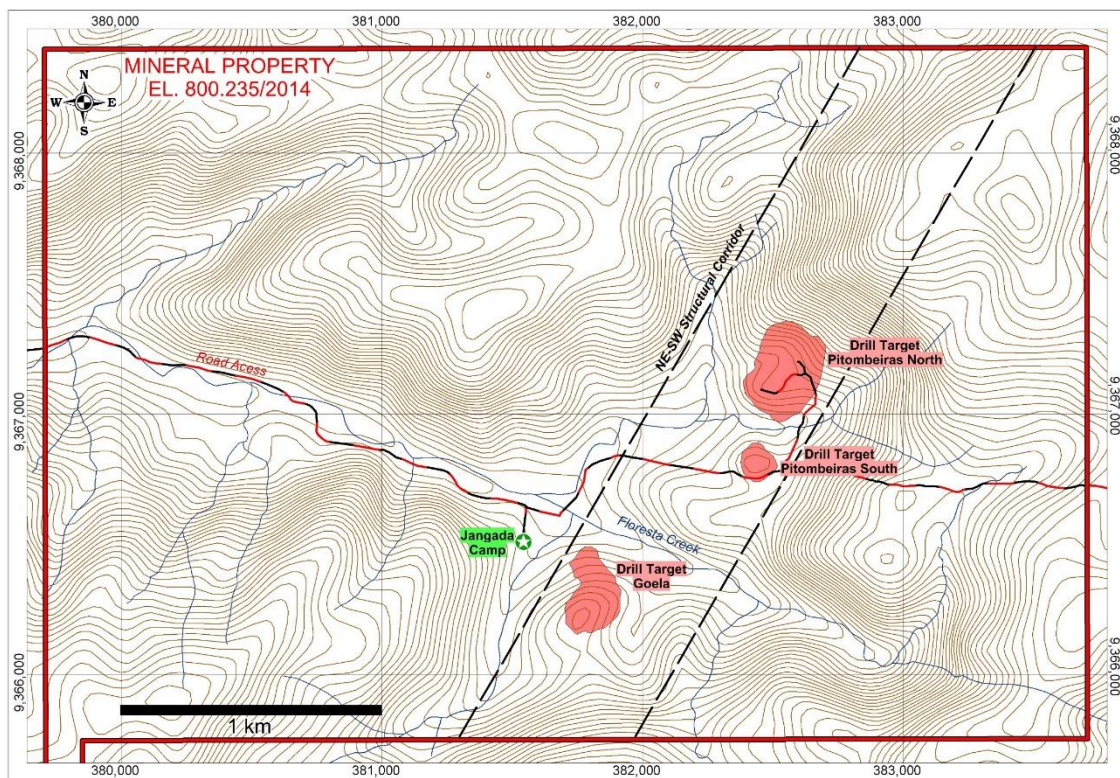 380,000
381,000
382,000
383,000
MINERAL PROPERTY
EL. 800.235/2014
N
W
E
S
9,368,000
9,368,000
NE-SW Structural Corridor
Road Acess
Drill Target
Pitombeiras North
9,367,000
9,367,000
Drill Target
Pitombeiras South
Jangada
Camp
Floresta Creek
Drill Target
Goela
9,366,000
9,366,000
1 km
380,000
381,000
382,000
383,000